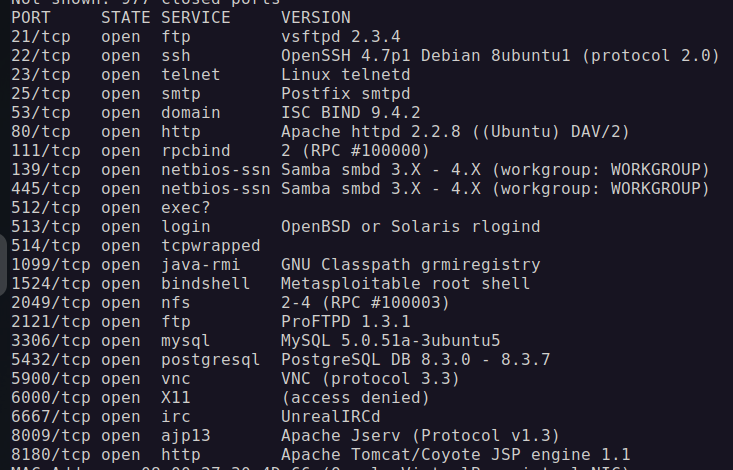 Not shown: 977 closed ports
PORT     STATE SERVICE     VERSION
21/tcp   open  ftp         vsftpd 2.3.4
22/tcp   open  ssh         OpenSSH 4.7p1 Debian 8ubuntu1 (protocol 2.0)
23/tcp   open  telnet      Linux telnetd
25/tcp   open  smtp        Postfix smtpd
53/tcp   open  domain      ISC BIND 9.4.2
80/tcp   open  http        Apache httpd 2.2.8 ((Ubuntu) DAV/2)
111/tcp  open  rpcbind     2 (RPC #100000)
139/tcp  open  netbios-ssn Samba smbd 3.X - 4.X (workgroup: WORKGROUP)
445/tcp  open  netbios-ssn Samba smbd 3.X - 4.X (workgroup: WORKGROUP)
512/tcp  open  exec?
513/tcp  open  login       OpenBSD or Solaris rlogind
514/tcp  open  tcpwrapped
1099/tcp open  java-rmi    GNU Classpath grmiregistry
1524/tcp open  bindshell   Metasploitable root shell
2049/tcp open  nfs         2-4 (RPC #100003)
2121/tcp open  ftp         ProFTPD 1.3.1
3306/tcp open  mysql       MySQL 5.0.51a-3ubuntu5
5432/tcp open  postgresql  PostgreSQL DB 8.3.0 - 8.3.7
5900/tcp open  vnc         VNC (protocol 3.3)
6000/tcp open  X11         (access denied)
6667/tcp open  irc         UnrealIRCd
8009/tcp open  ajp13       Apache Jserv (Protocol v1.3)
8180/tcp open  http        Apache Tomcat/Coyote JSP engine 1.1
MAC Address: (Oracle VirtualBox virtual NIC)